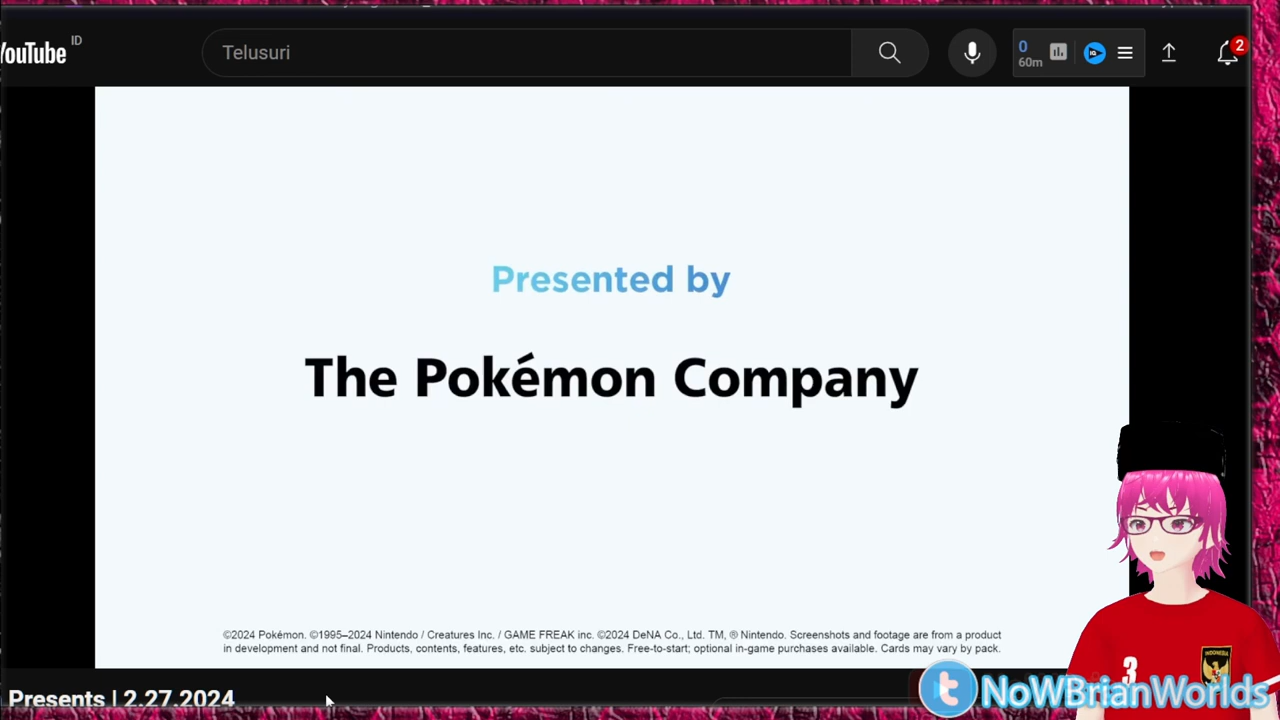 YouTube ID
Telusuri
0
60m
2
Presented by
The Pokémon Company
©2024 Pokémon. ©1995–2024 Nintendo / Creatures Inc. / GAME FREAK inc. ©2024 DeNA Co., Ltd. TM, ® Nintendo. Screenshots and footage are from a product
in development and not final. Products, contents, features, etc. subject to changes. Free-to-start; optional in-game purchases available. Cards may vary by pack.
INDONESIA
3
Presents | 2.27.2024
NoWBrianWorlds